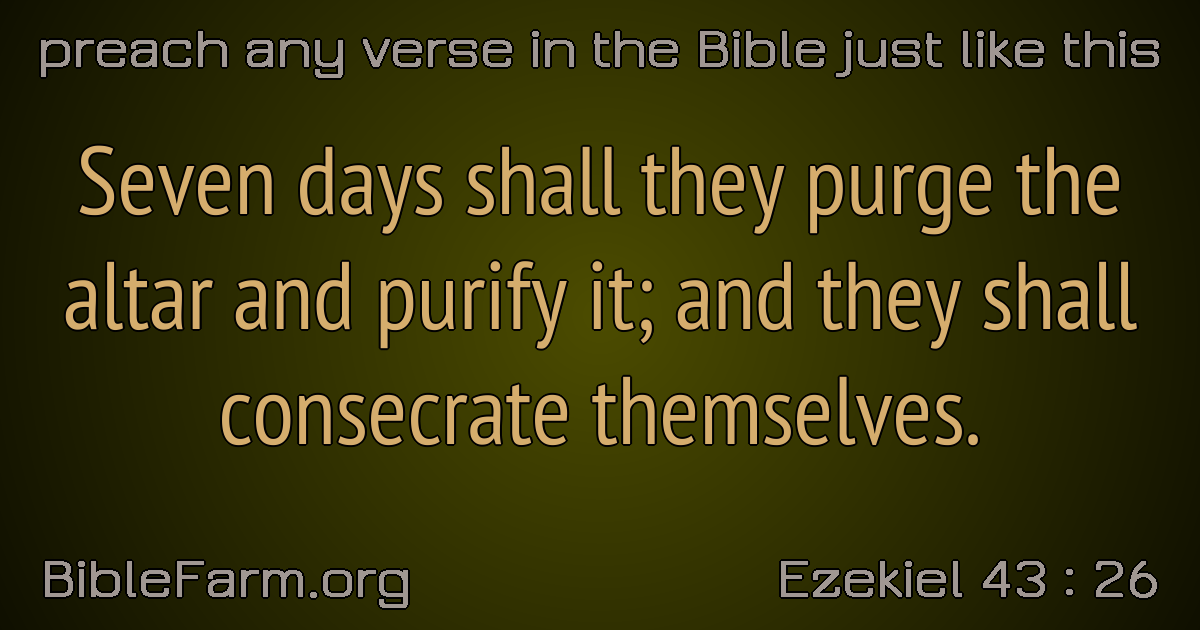 preach any verse in the Bible just like this
Seven days shall they purge the
altar and purify it; and they shall
consecrate themselves.
BibleFarm.org
Ezekiel 43 : 26